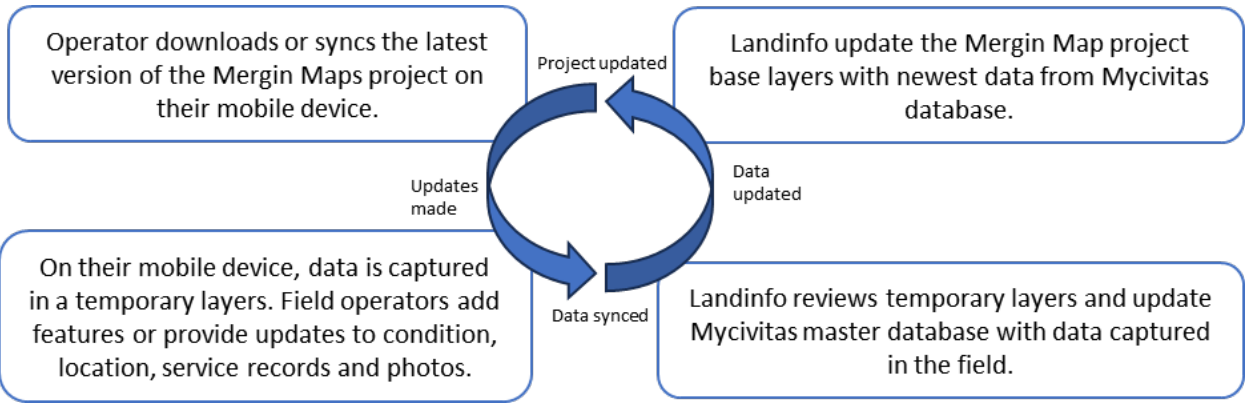 Operator downloads or syncs the latest
version of the Mergin Maps project on
their mobile device.
Project updated
Landinfo update the Mergin Map project
base layers with newest data from Mycivitas
database.
Updates
made
Data
updated
On their mobile device, data is captured
in a temporary layers. Field operators add
features or provide updates to condition,
location, service records and photos.
Data synced
Landinfo reviews temporary layers and update
Mycivitas master database with data captured
in the field.